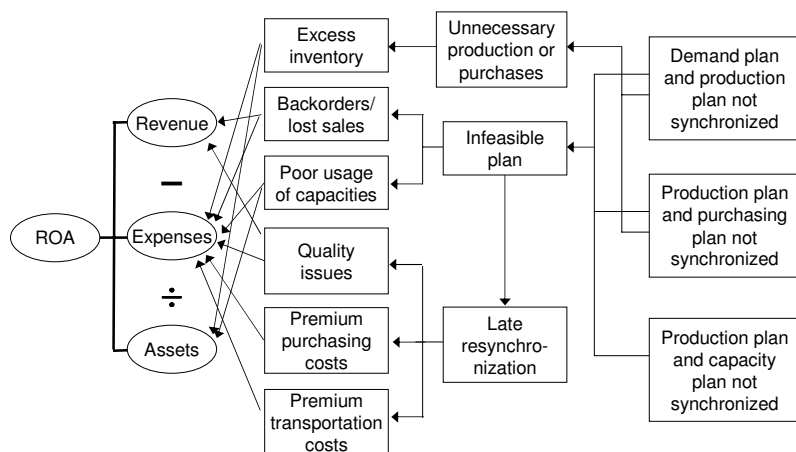 Excess
inventory
Unnecessary
production or
purchases
Demand plan
and production
plan not
synchronized
Revenue
Backorders/
lost sales
Infeasible
plan
–
Poor usage
of capacities
Production plan
and purchasing
plan not
synchronized
ROA
Expenses
Quality
issues
÷
Assets
Premium
purchasing
costs
Late
resynchro-
nization
Production plan
and capacity
plan not
synchronized
Premium
transportation
costs